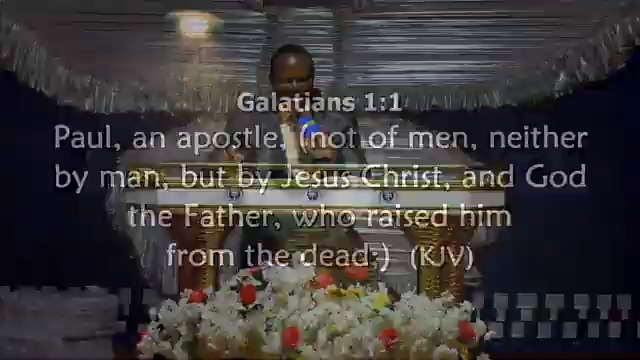 Galatians 1:1
Paul, an apostle, (not of men, neither
by man, but by Jesus Christ, and God
the Father, who raised him
from the dead;) (KJV)